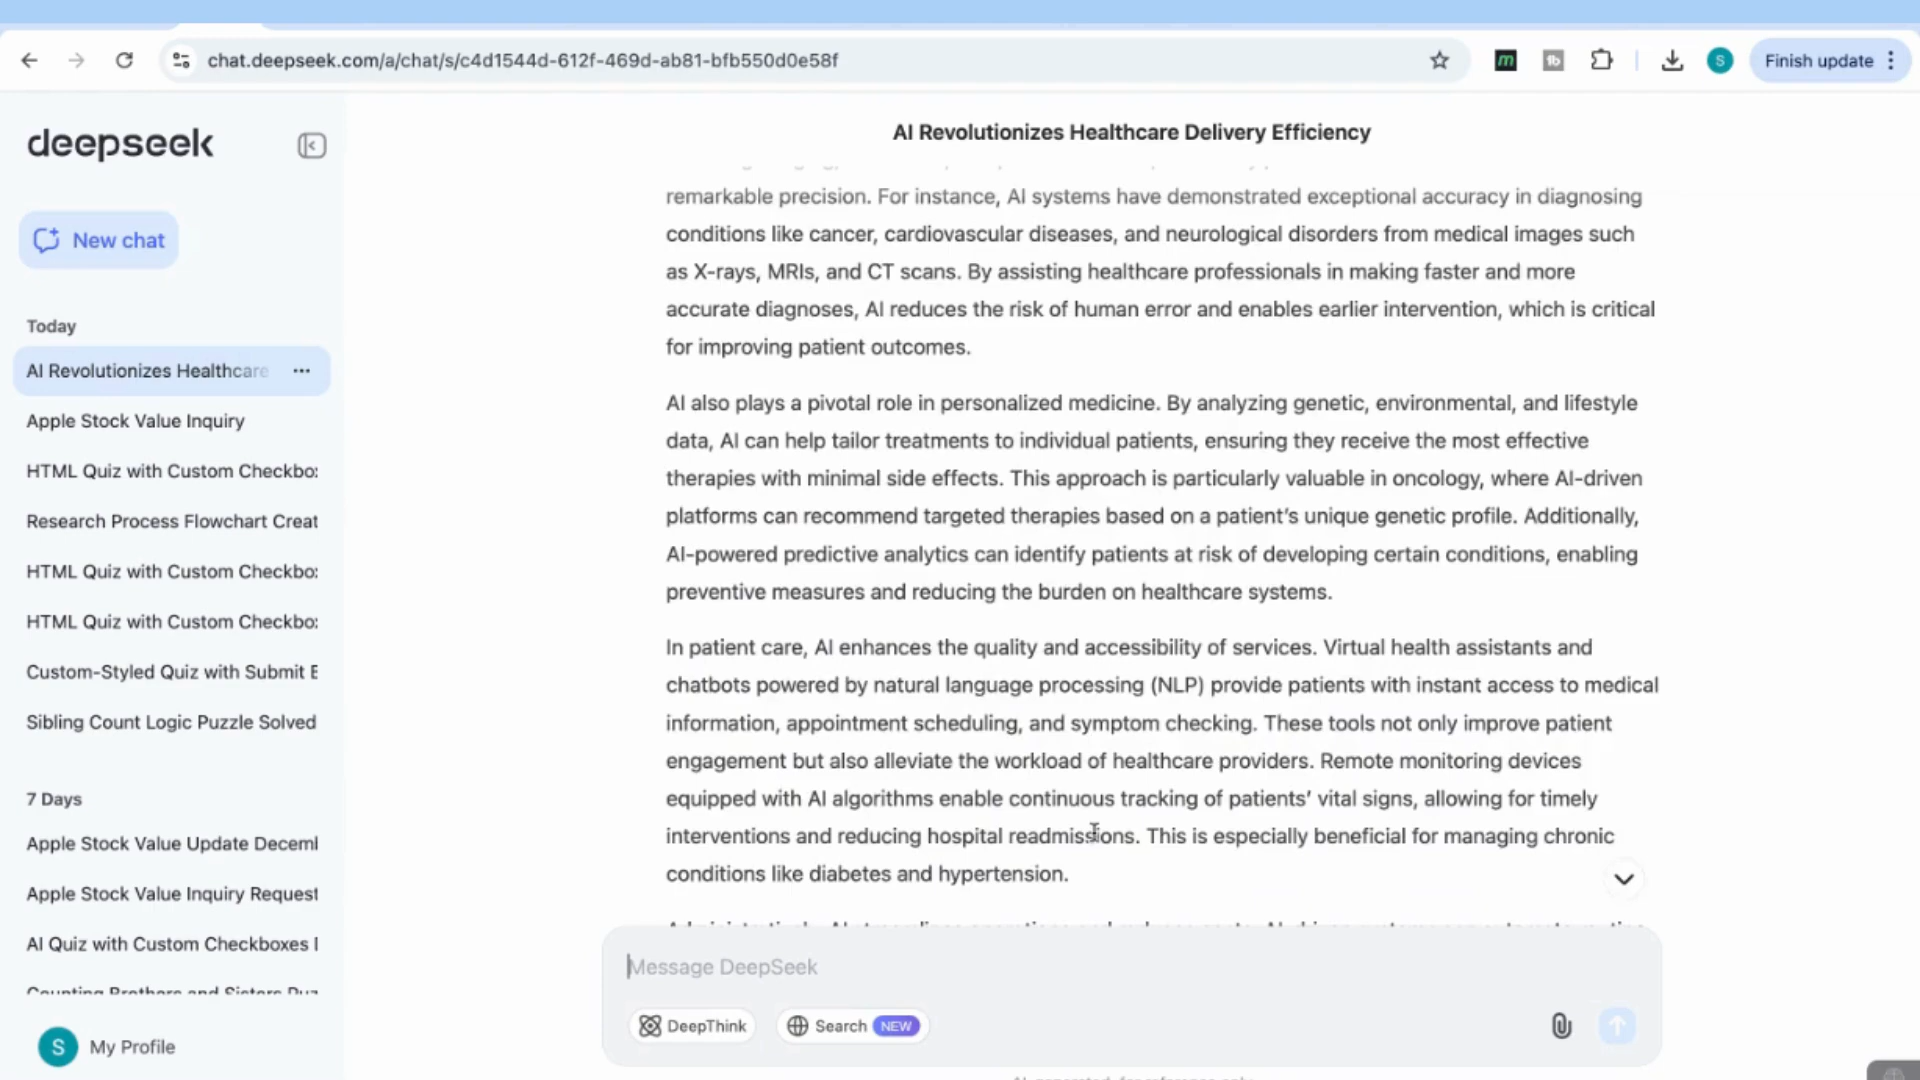 chat.deepseek.com/a/chat/s/c4d1544d-612f-469d-ab81-bfb550d0e58f
m
tb
S
Finish update
deepseek
New chat
Today
AI Revolutionizes Healthcare
Apple Stock Value Inquiry
HTML Quiz with Custom Checkbo
Research Process Flowchart Creat
HTML Quiz with Custom Checkbo
HTML Quiz with Custom Checkbo
Custom-Styled Quiz with Submit
Sibling Count Logic Puzzle Solved
7 Days
Apple Stock Value Update Decem
Apple Stock Value Inquiry Request
AI Quiz with Custom Checkboxes
Counting Brothers and Sisters
S
My Profile
AI Revolutionizes Healthcare Delivery Efficiency
remarkable precision. For instance, AI systems have demonstrated exceptional accuracy in diagnosing
conditions like cancer, cardiovascular diseases, and neurological disorders from medical images such
as X-rays, MRIs, and CT scans. By assisting healthcare professionals in making faster and more
accurate diagnoses, AI reduces the risk of human error and enables earlier intervention, which is critical
for improving patient outcomes.
AI also plays a pivotal role in personalized medicine. By analyzing genetic, environmental, and lifestyle
data, AI can help tailor treatments to individual patients, ensuring they receive the most effective
therapies with minimal side effects. This approach is particularly valuable in oncology, where AI-driven
platforms can recommend targeted therapies based on a patient’s unique genetic profile. Additionally,
AI-powered predictive analytics can identify patients at risk of developing certain conditions, enabling
preventive measures and reducing the burden on healthcare systems.
In patient care, AI enhances the quality and accessibility of services. Virtual health assistants and
chatbots powered by natural language processing (NLP) provide patients with instant access to medical
information, appointment scheduling, and symptom checking. These tools not only improve patient
engagement but also alleviate the workload of healthcare providers. Remote monitoring devices
equipped with AI algorithms enable continuous tracking of patients’ vital signs, allowing for timely
interventions and reducing hospital readmissions. This is especially beneficial for managing chronic
conditions like diabetes and hypertension.
Message DeepSeek
DeepThink
Search NEW